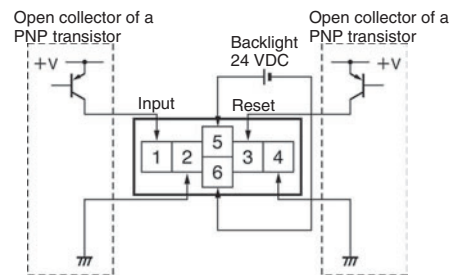 Open collector of a
PNP transistor
Open collector of a
PNP transistor
Backlight
24 VDC
+V
+V
Input
Reset
5
1 2 3 4
6